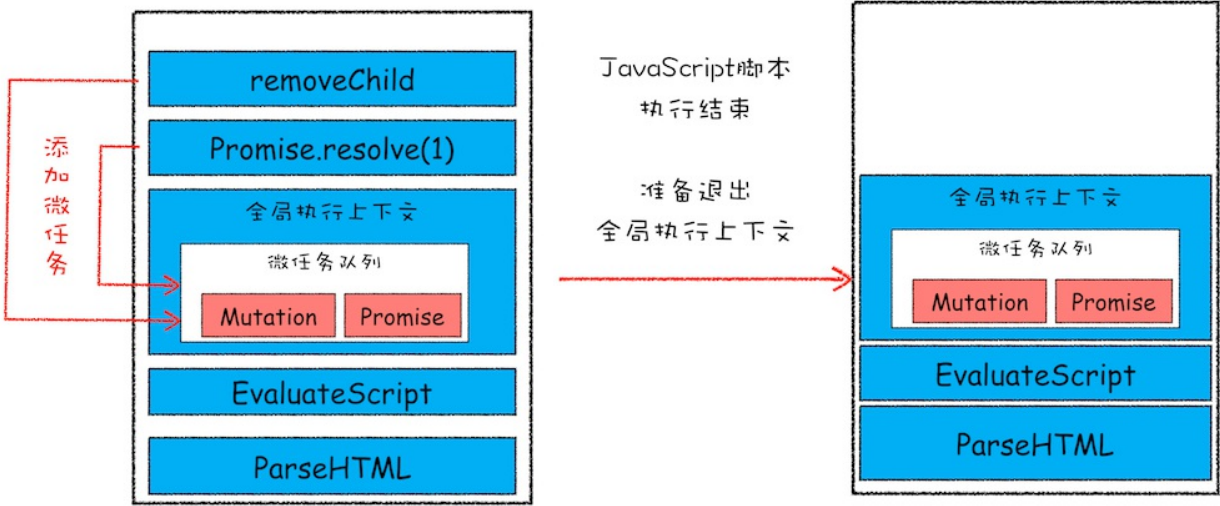 removeChild
Promise.resolve(1)
添加微任务
全局执行上下文
微任务队列
Mutation
Promise
EvaluateScript
ParseHTML
JavaScript脚本
执行结束
准备退出
全局执行上下文
全局执行上下文
微任务队列
Mutation
Promise
EvaluateScript
ParseHTML